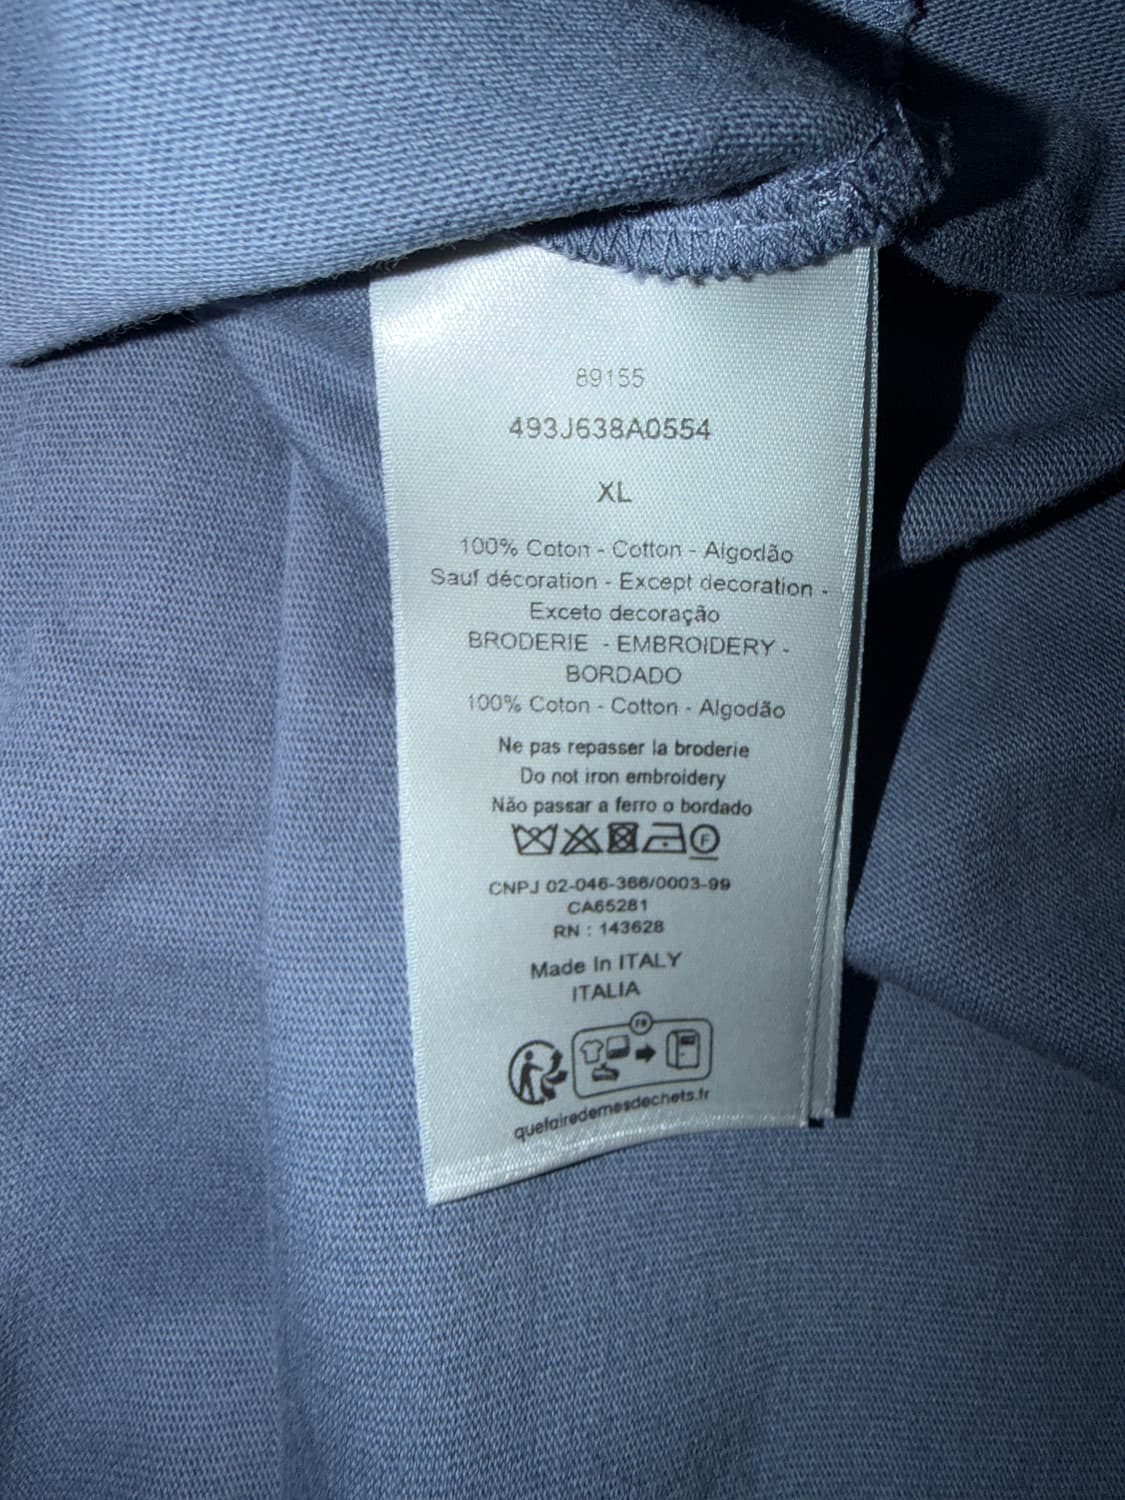 89155
493J638A0554
XL
100% Coton - Cotton - Algodão
Sauf décoration - Except decoration -
Exceto decoração
BRODERIE - EMBROIDERY -
BORDADO
100% Coton - Cotton - Algodão
Ne pas repasser la broderie
Do not iron embroidery
Não passar a ferro o bordado
F
CNPJ 02-046-366/0003-99
CA65281
RN : 143628
Made In ITALY
ITALIA
FR
quefairedemesdechets.fr